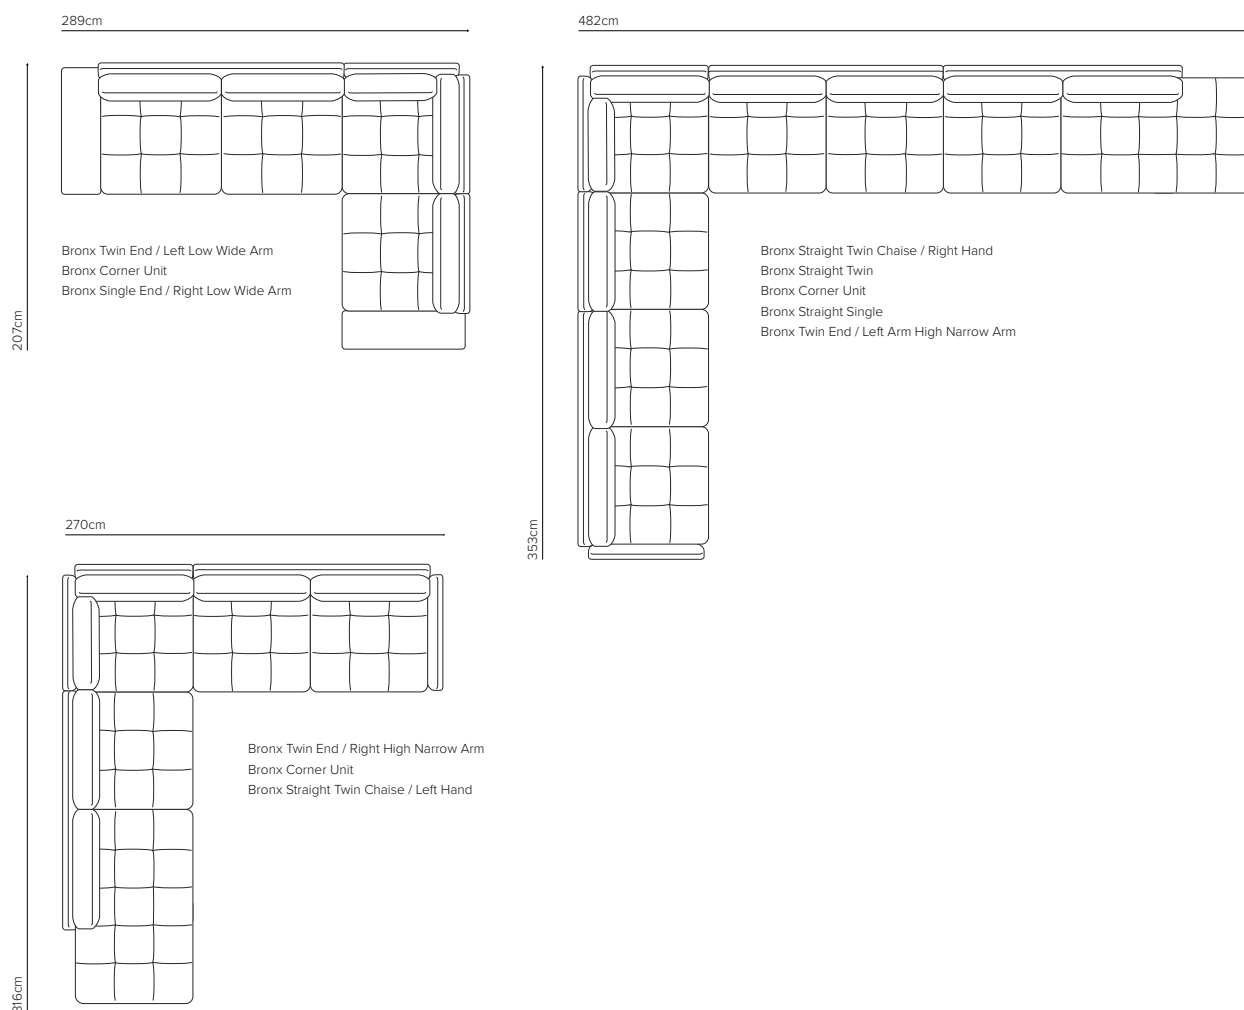 289cm
482cm
Bronx Twin End / Left Low Wide Arm
Bronx Corner Unit
Bronx Single End / Right Low Wide Arm
207cm
Bronx Straight Twin Chaise / Right Hand
Bronx Straight Twin
Bronx Corner Unit
Bronx Straight Single
Bronx Twin End / Left Arm High Narrow Arm
353cm
270cm
Bronx Twin End / Right High Narrow Arm
Bronx Corner Unit
Bronx Straight Twin Chaise / Left Hand